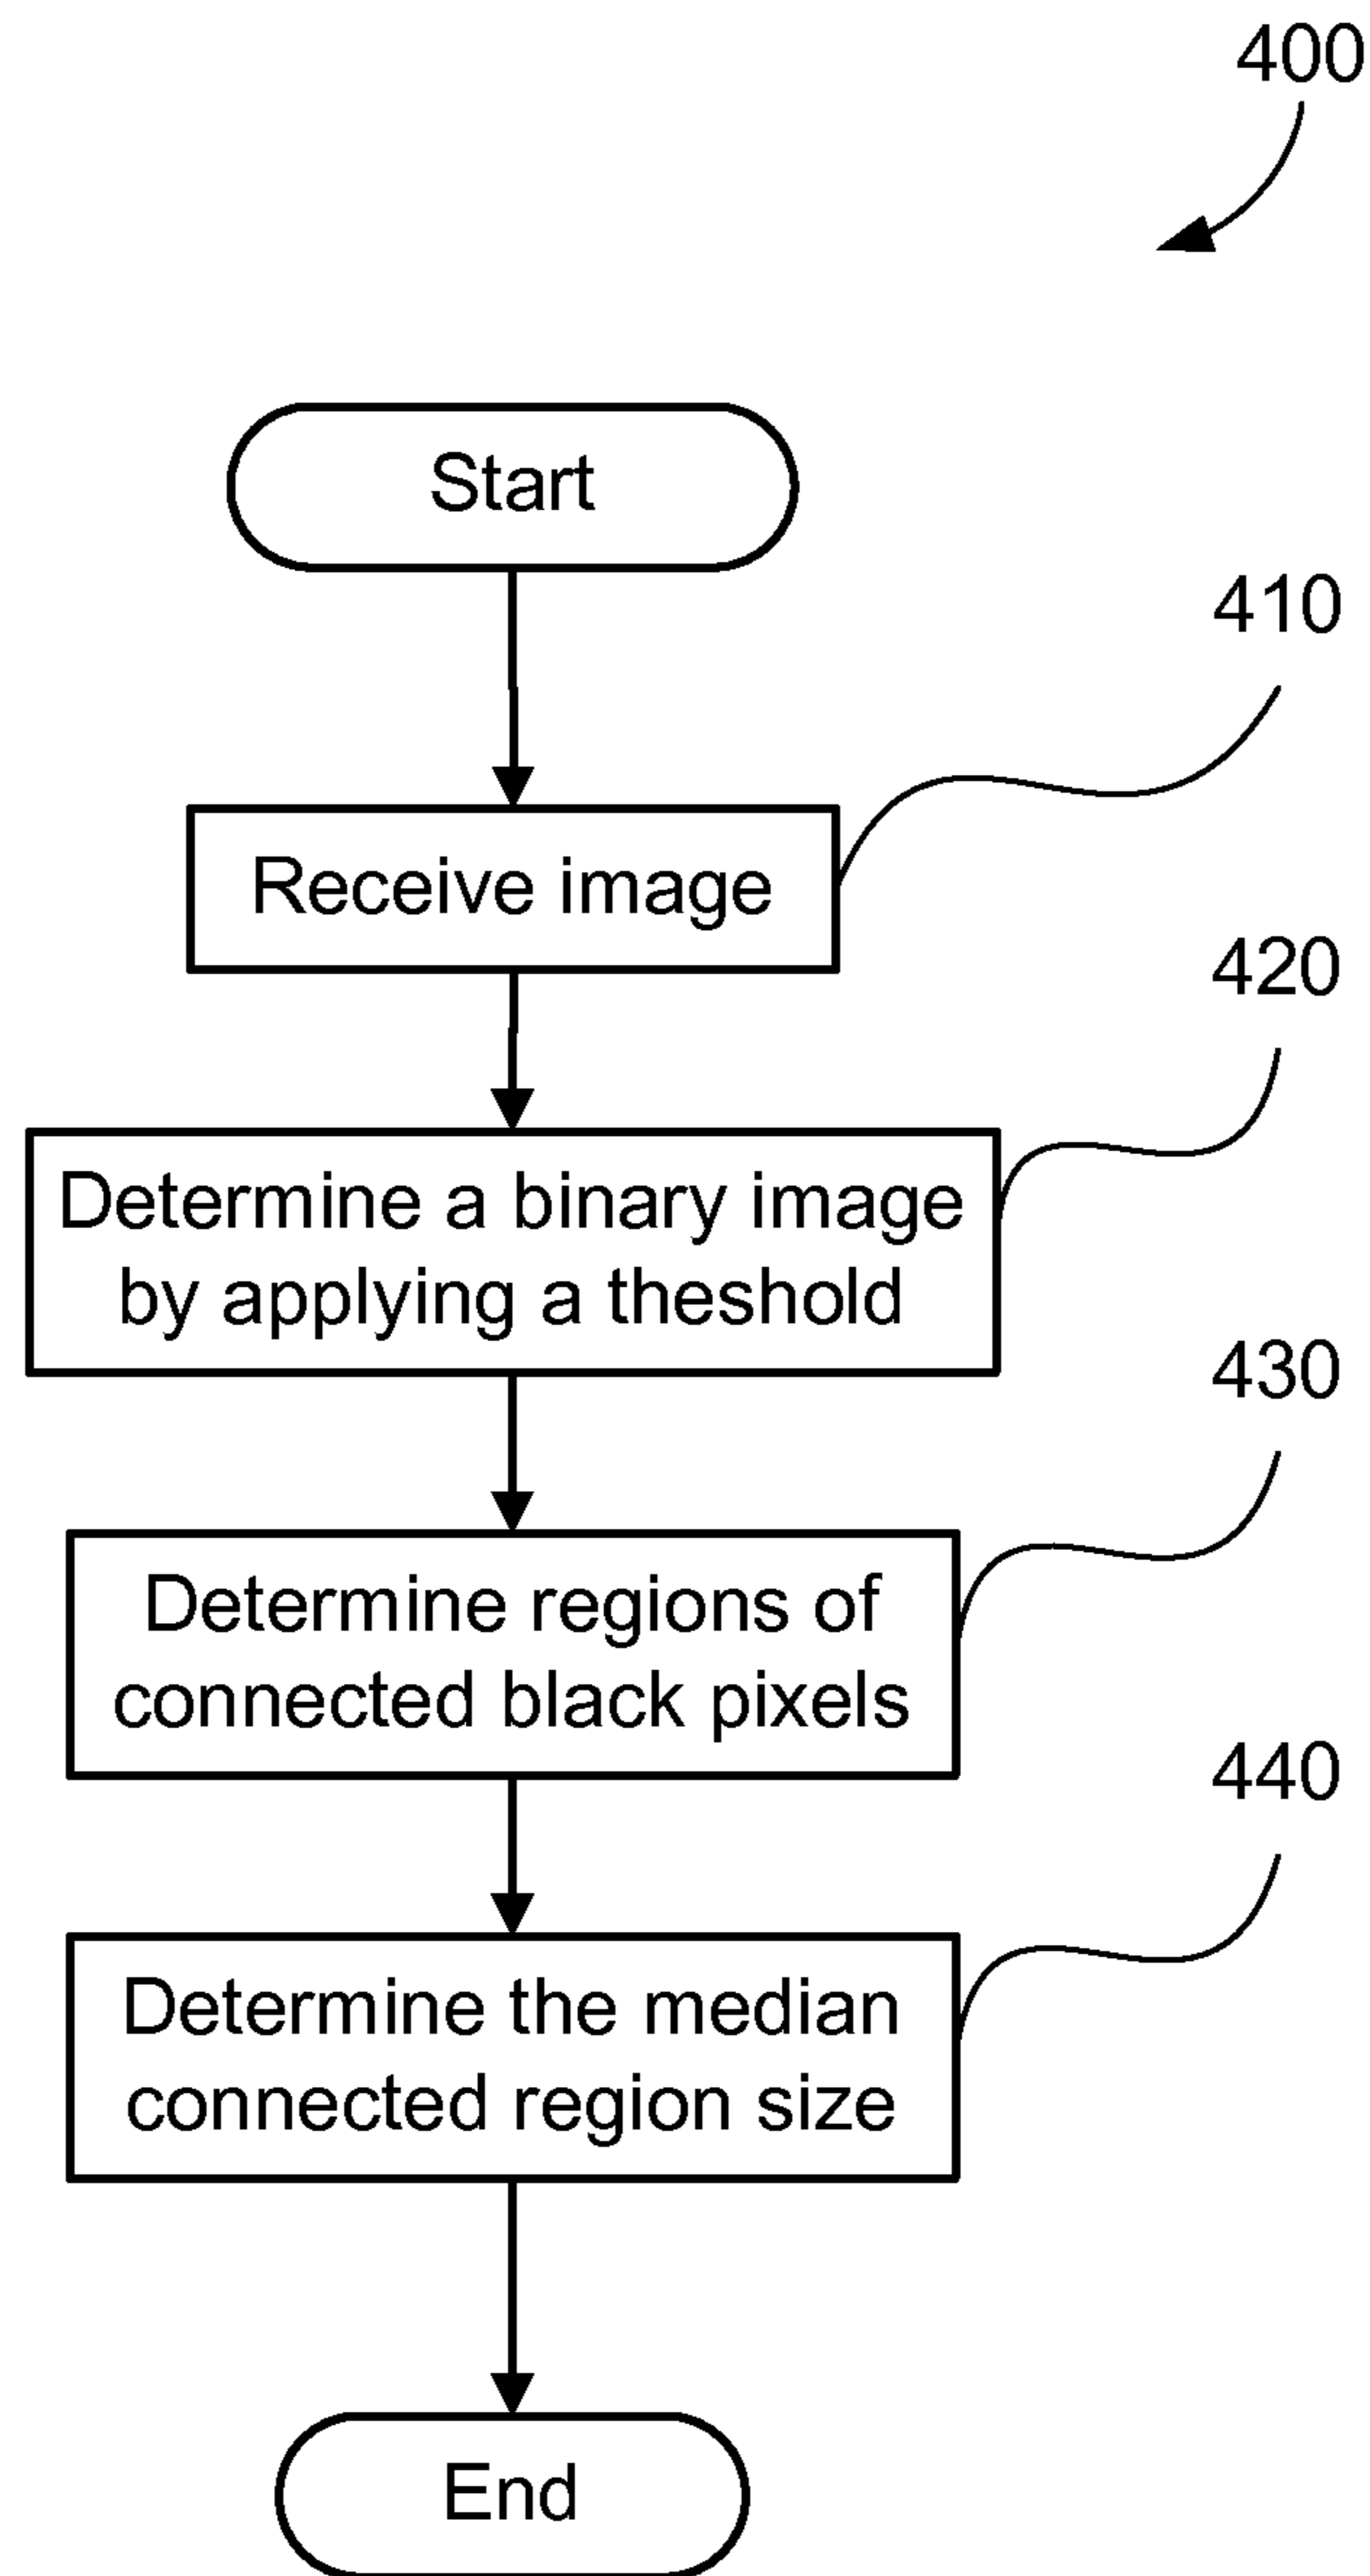 400
Start
410
Receive image
420
Determine a binary image
by applying a theshold
430
Determine regions of
connected black pixels
440
Determine the median
connected region size
End